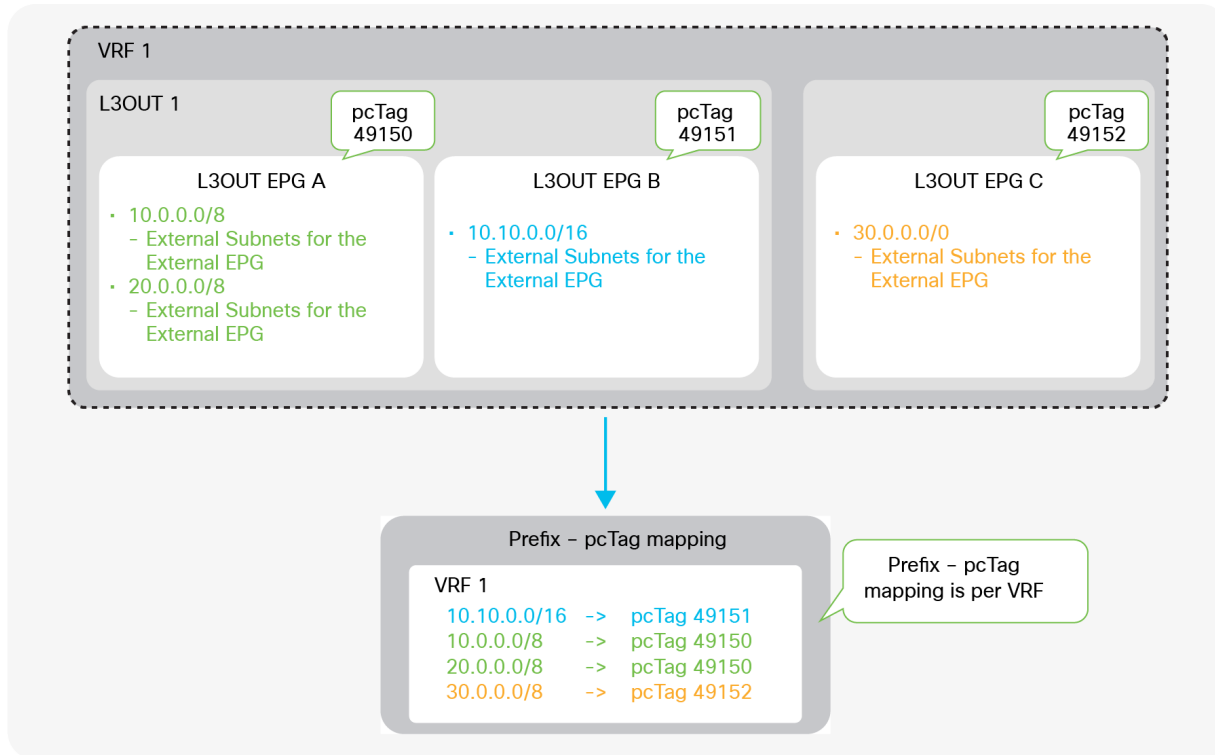 VRF 1
L3OUT 1
pcTag
49150
pcTag
49151
pcTag
49152
L3OUT EPG A
· 10.0.0.0/8
– External Subnets for the
External EPG
· 20.0.0.0/8
– External Subnets for the
External EPG
L3OUT EPG B
· 10.10.0.0/16
– External Subnets for the
External EPG
L3OUT EPG C
· 30.0.0.0/0
– External Subnets for the
External EPG
Prefix – pcTag mapping
VRF 1
10.10.0.0/16 –> pcTag 49151
10.0.0.0/8 –> pcTag 49150
20.0.0.0/8 –> pcTag 49150
30.0.0.0/8 –> pcTag 49152
Prefix – pcTag
mapping is per VRF